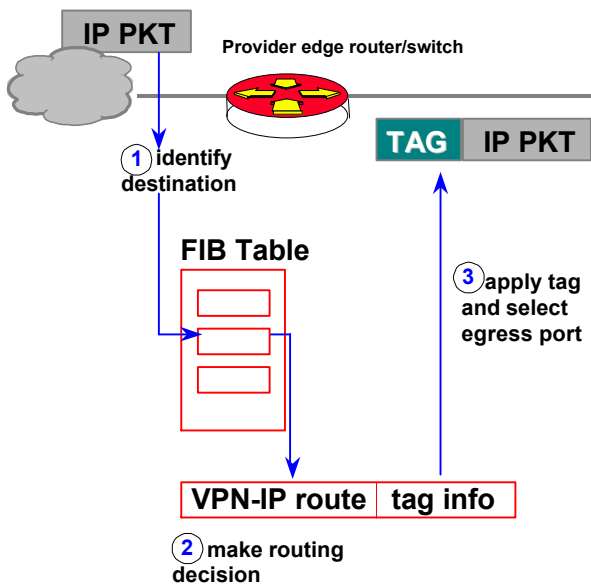 IP PKT
Provider edge router/switch
TAG IP PKT
1 identify
destination
FIB Table
3 apply tag
and select
egress port
VPN-IP route tag info
2 make routing
decision